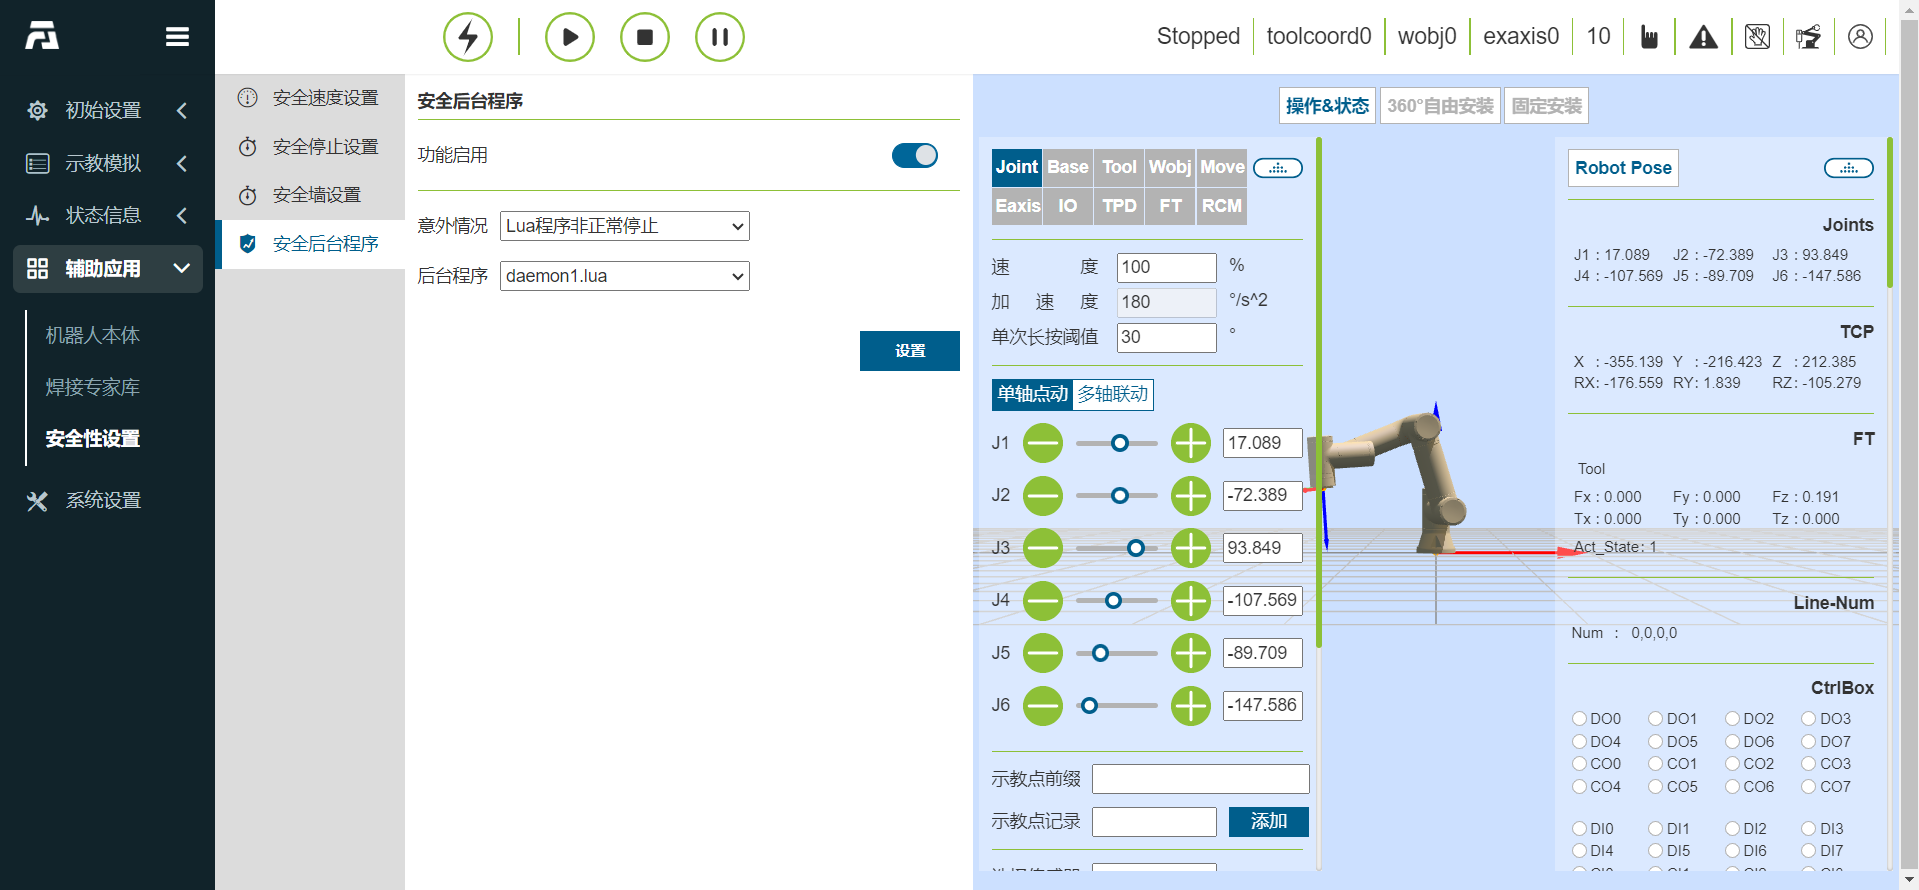 Stopped
toolcoord0
wobj0
exaxis0
10
初始设置
示教模拟
状态信息
辅助应用
机器人本体
焊接专家库
安全性设置
系统设置
安全速度设置
安全停止设置
安全墙设置
安全后台程序
安全后台程序
功能启用
意外情况 Lua程序非正常停止
后台程序 daemon1.lua
设置
操作&状态 360°自由安装 固定安装
Joint Base Tool Wobj Move
Eaxis IO TPD FT RCM
速度 100 %
加速度 180 °/s^2
单次长按阈值 30 °
单轴点动 多轴联动
J1 17.089
J2 -72.389
J3 93.849
J4 -107.569
J5 -89.709
J6 -147.586
示教点前缀
示教点记录 添加
Robot Pose
Joints
J1 : 17.089 J2 : -72.389 J3 : 93.849
J4 : -107.569 J5 : -89.709 J6 : -147.586
TCP
X : -355.139 Y : -216.423 Z : 212.385
RX: -176.559 RY: 1.839 RZ: -105.279
FT
Tool
Fx : 0.000 Fy : 0.000 Fz : 0.191
Tx : 0.000 Ty : 0.000 Tz : 0.000
Act_State: 1
Line-Num
Num : 0,0,0,0
CtrlBox
DO0 DO1 DO2 DO3
DO4 DO5 DO6 DO7
CO0 CO1 CO2 CO3
CO4 CO5 CO6 CO7
DI0 DI1 DI2 DI3
DI4 DI5 DI6 DI7